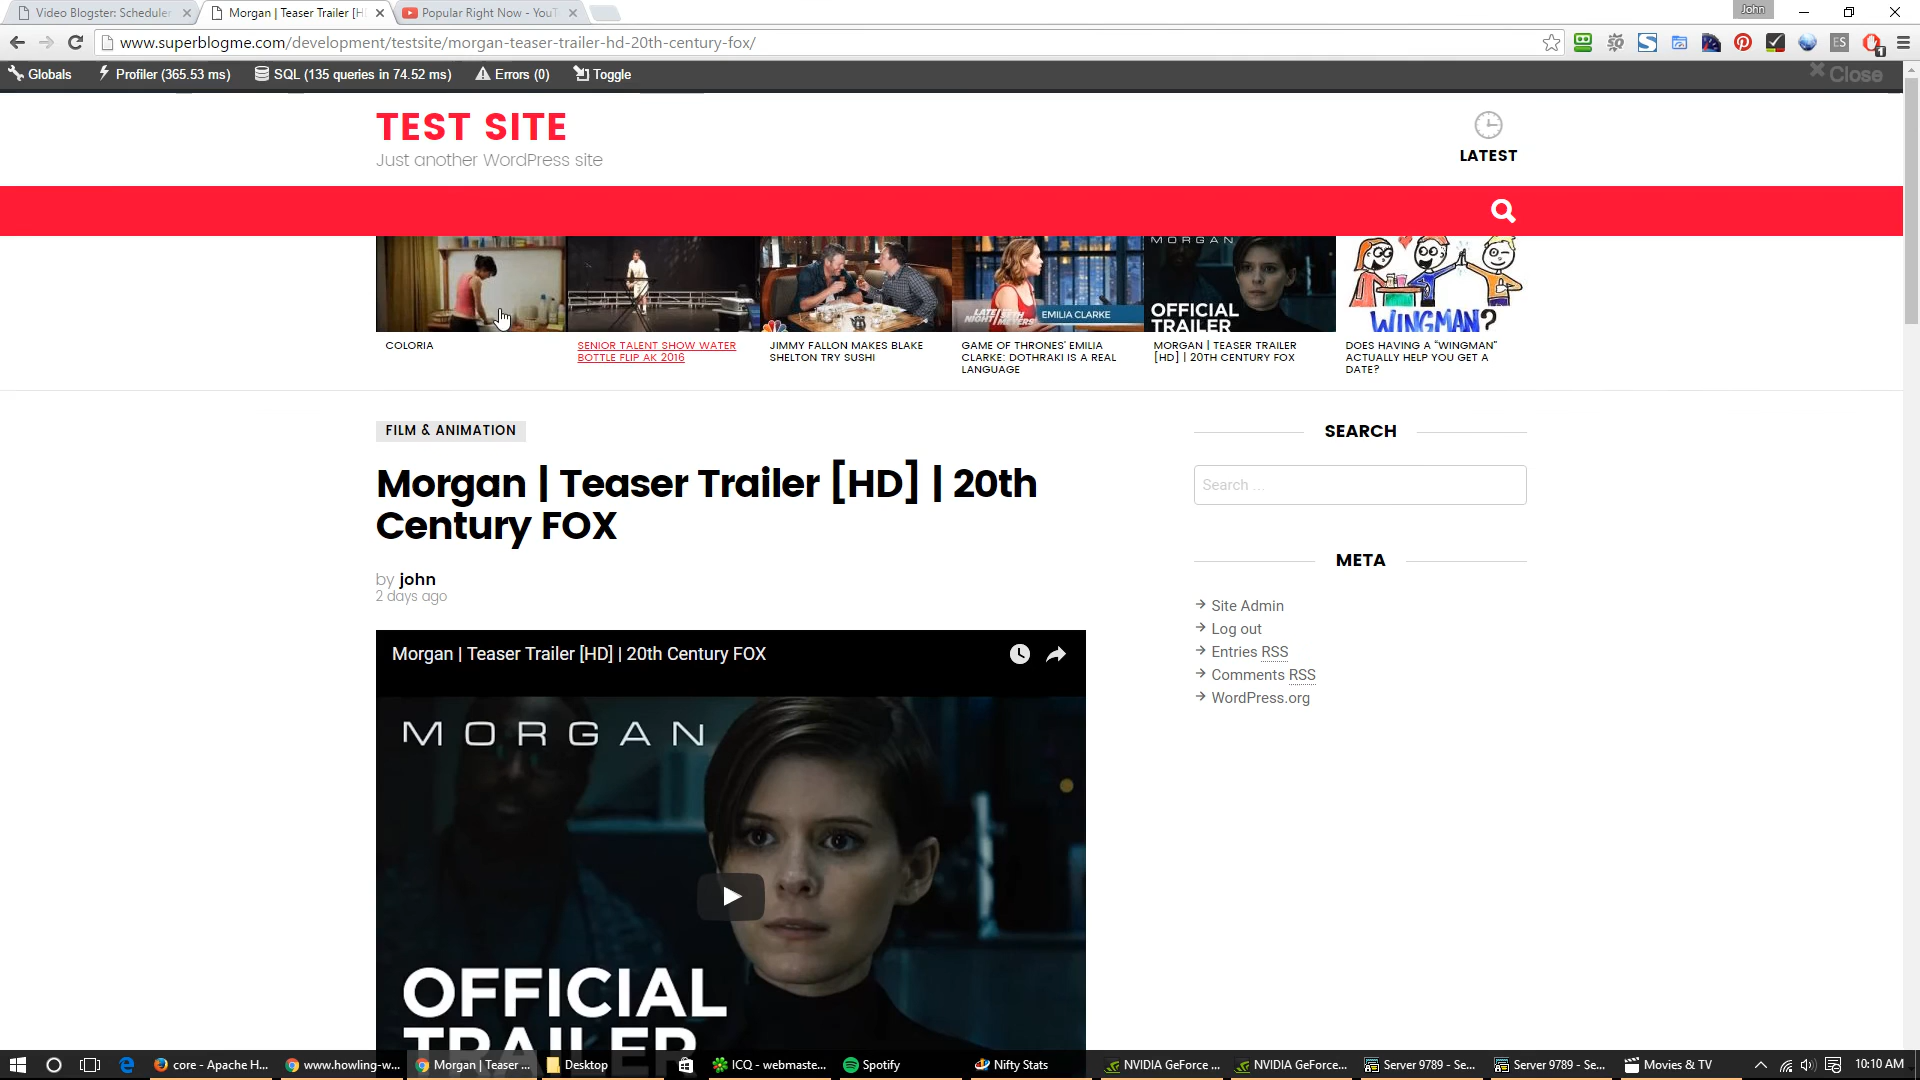 Video Blogster: Scheduler
Morgan | Teaser Trailer [H
Popular Right Now - YouT
John
www.superblogme.com/development/testsite/morgan-teaser-trailer-hd-20th-century-fox/
ES
1
Globals
Profiler (365.53 ms)
SQL (135 queries in 74.52 ms)
Errors (0)
Toggle
Close
TEST SITE
Just another WordPress site
LATEST
LATE NIGHT SETH MEYERS
EMILIA CLARKE
MORGAN
OFFICIAL
TRAILER
WINGMAN?
COLORIA
SENIOR TALENT SHOW WATER
BOTTLE FLIP AK 2016
JIMMY FALLON MAKES BLAKE
SHELTON TRY SUSHI
GAME OF THRONES' EMILIA
CLARKE: DOTHRAKI IS A REAL
LANGUAGE
MORGAN | TEASER TRAILER
[HD] | 20TH CENTURY FOX
DOES HAVING A "WINGMAN"
ACTUALLY HELP YOU GET A
DATE?
FILM & ANIMATION
Morgan | Teaser Trailer [HD] | 20th
Century FOX
by john
2 days ago
SEARCH
Search ...
META
Site Admin
Log out
Entries RSS
Comments RSS
WordPress.org
Morgan | Teaser Trailer [HD] | 20th Century FOX
MORGAN
OFFICIAL
TRAILER
core - Apache H...
www.howling-w...
Morgan | Teaser ...
Desktop
ICQ - webmaste...
Spotify
Nifty Stats
NVIDIA GeForce ...
NVIDIA GeForce...
Server 9789 - Se...
Server 9789 - Se...
Movies & TV
10:10 AM